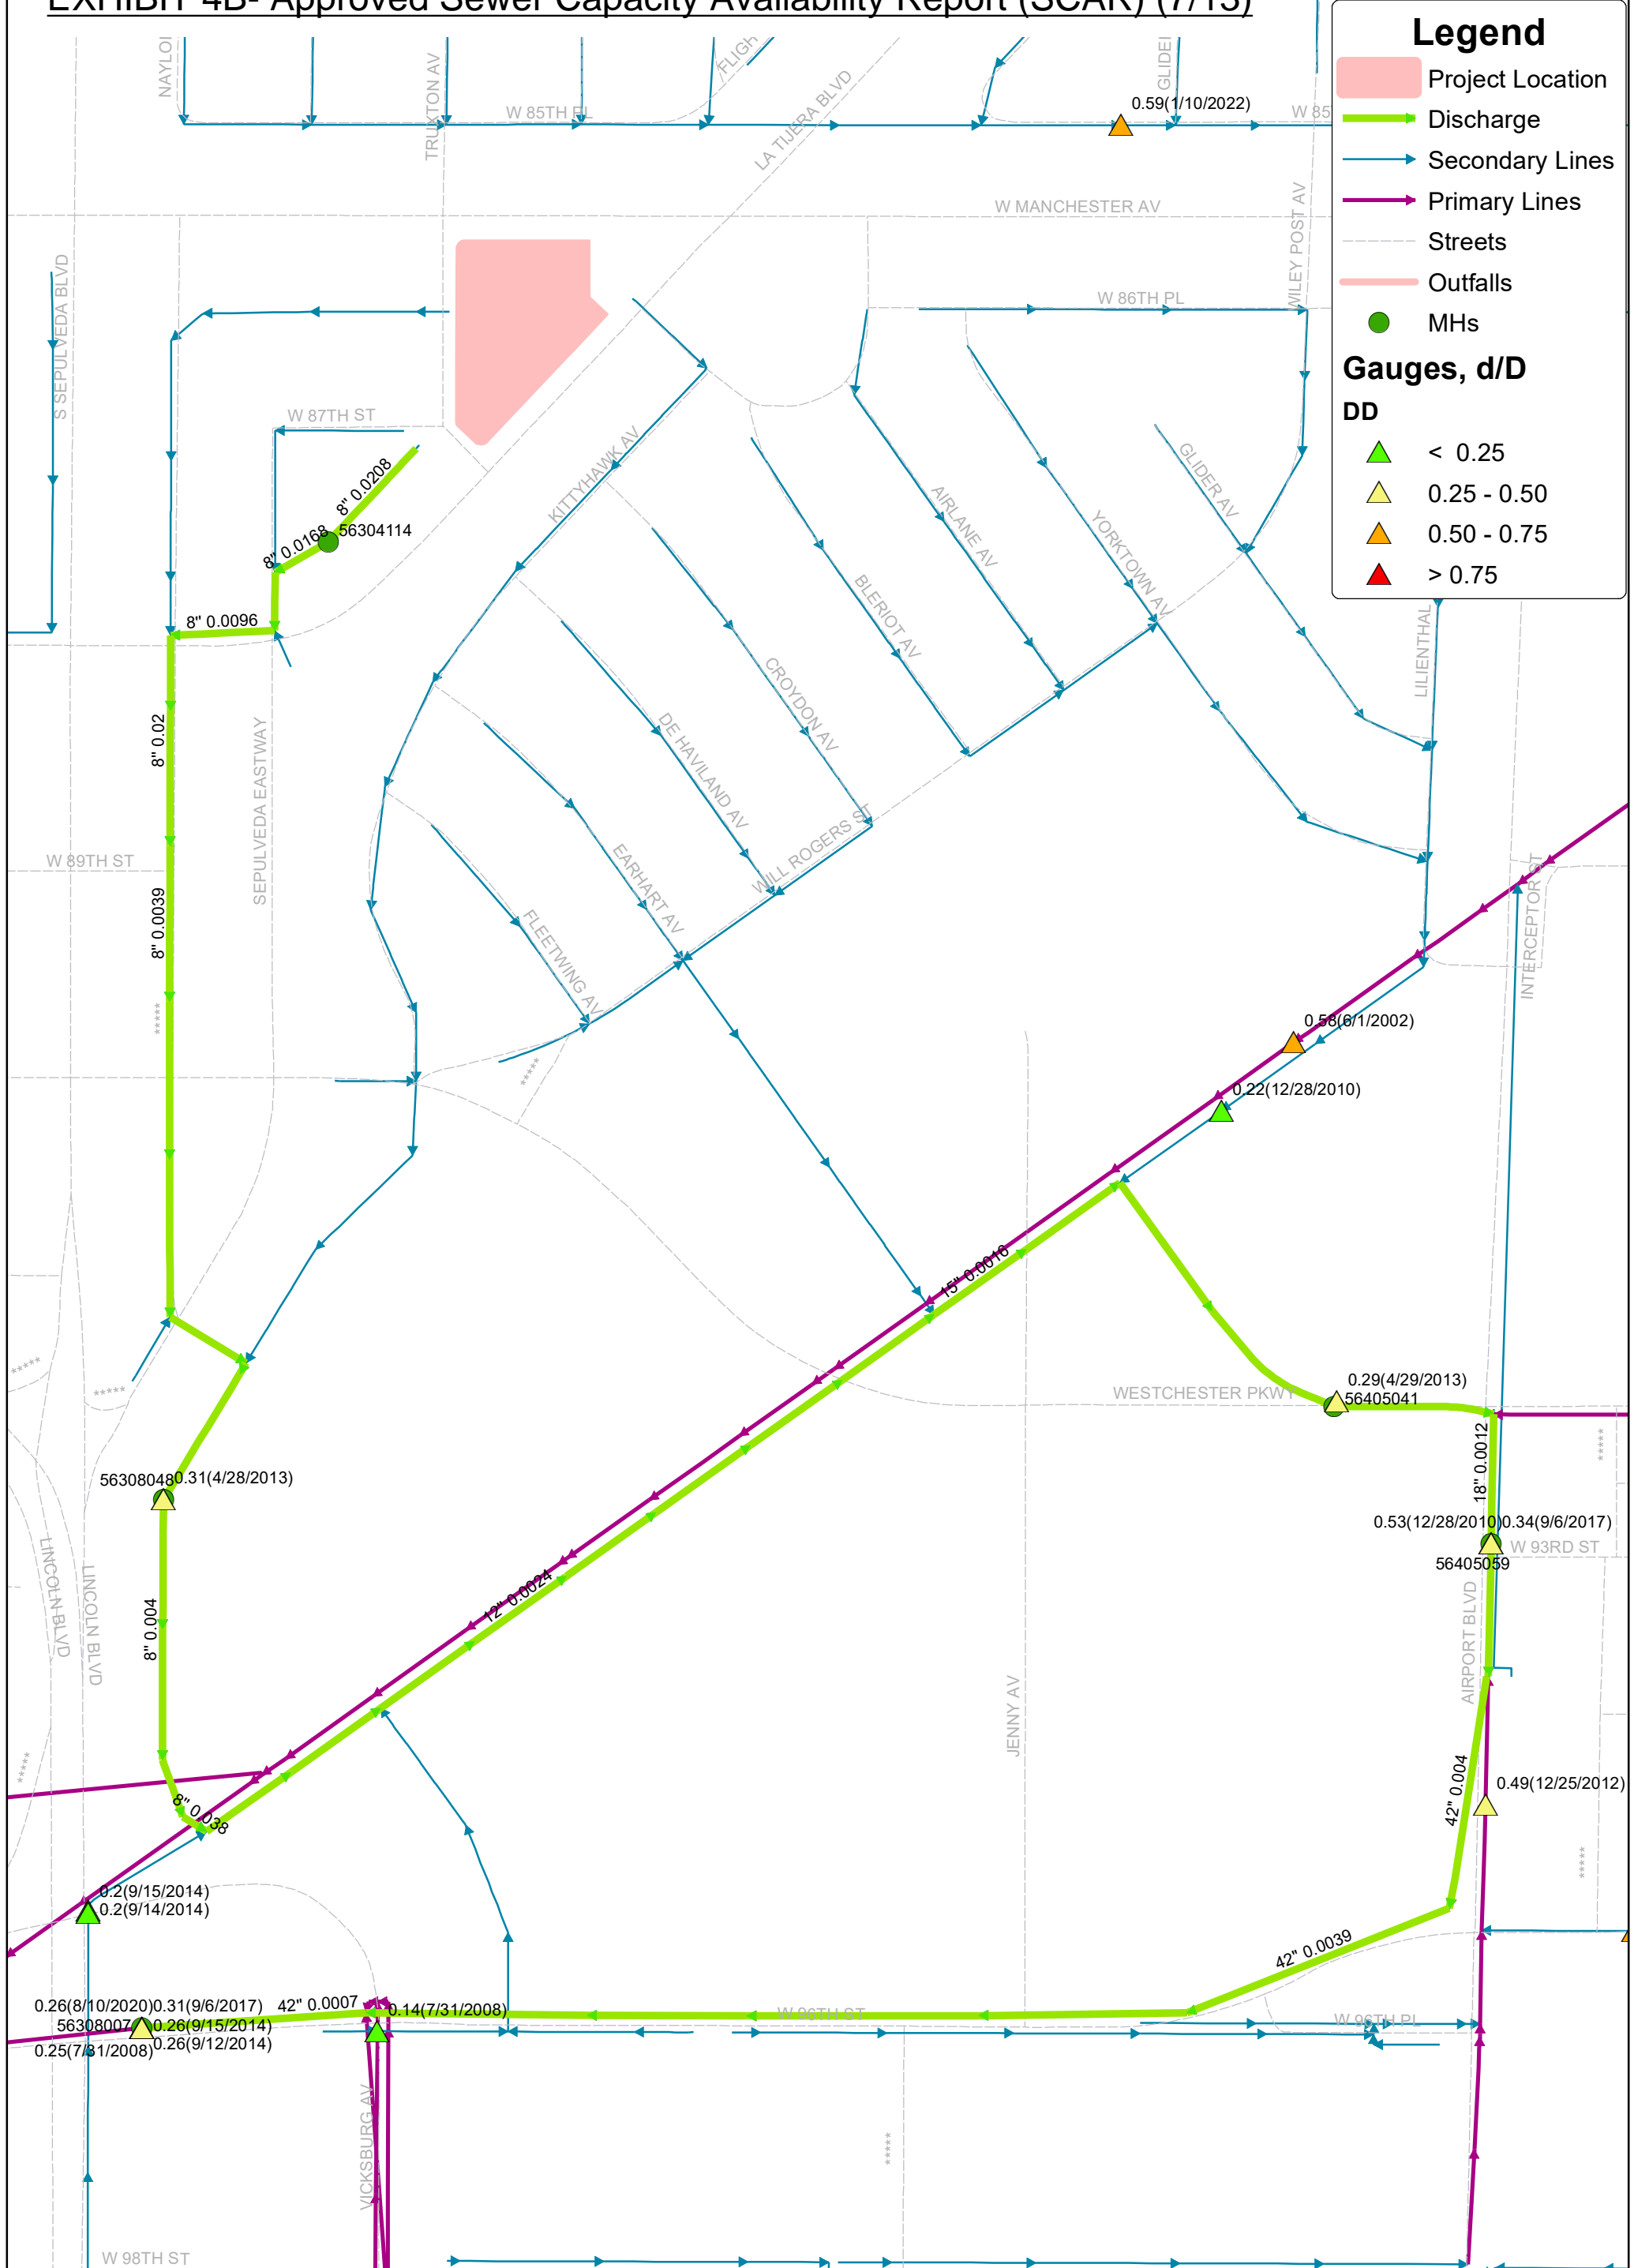 EXHIBIT 4B- Approved Sewer Capacity Availability Report (SCAR) (7/13)
Legend
Project Location
Discharge
Secondary Lines
Primary Lines
Streets
Outfalls
MHs
Gauges, d/D
DD
< 0.25
0.25 - 0.50
0.50 - 0.75
> 0.75
TRUXTON AV
W 85TH PL
LA TIJERA BLVD
0.59(1/10/2022)
W MANCHESTER AV
WILEY POST AV
S SEPULVEDA BLVD
W 86TH PL
W 87TH ST
8" 0.0208
8" 0.0168
56304114
KITTYHAWK AV
AIRLANE AV
YORKTOWN AV
GLIDER AV
BLERIOT AV
8" 0.0096
CROYDON AV
LILIENTHAL
8" 0.02
SEPULVEDA EASTWAY
DE HAVILAND AV
W 89TH ST
8" 0.0039
EARHART AV
WILL ROGERS ST
FLEETWING AV
INTERCEPTOR ST
*****
*****
0.58(6/1/2002)
0.22(12/28/2010)
15" 0.0016
*****
*****
WESTCHESTER PKWY
0.29(4/29/2013)
56405041
18" 0.0012
*****
56308048
0.31(4/28/2013)
0.53(12/28/2010)
0.34(9/6/2017)
W 93RD ST
56405059
LINCOLN BLVD
LINCOLN BLVD
8" 0.004
12" 0.0024
AIRPORT BLVD
JENNY AV
*****
8" 0.038
42" 0.004
0.49(12/25/2012)
*****
0.2(9/15/2014)
0.2(9/14/2014)
42" 0.0039
0.26(8/10/2020)
0.31(9/6/2017)
42" 0.0007
0.14(7/31/2008)
W 96TH ST
W 96TH PL
56308007
0.26(9/15/2014)
0.25(7/31/2008)
0.26(9/12/2014)
VICKSBURG AV
*****
W 98TH ST